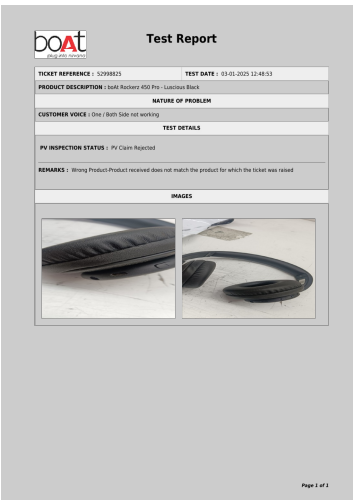 boAt
plug into nirvana
Test Report
TICKET REFERENCE : 52998825
TEST DATE : 03-01-2025 12:48:53
PRODUCT DESCRIPTION : boAt Rockerz 450 Pro - Luscious Black
NATURE OF PROBLEM
CUSTOMER VOICE : One / Both Side not working
TEST DETAILS
PV INSPECTION STATUS : PV Claim Rejected
REMARKS : Wrong Product-Product received does not match the product for which the ticket was raised
IMAGES
Page 1 of 1